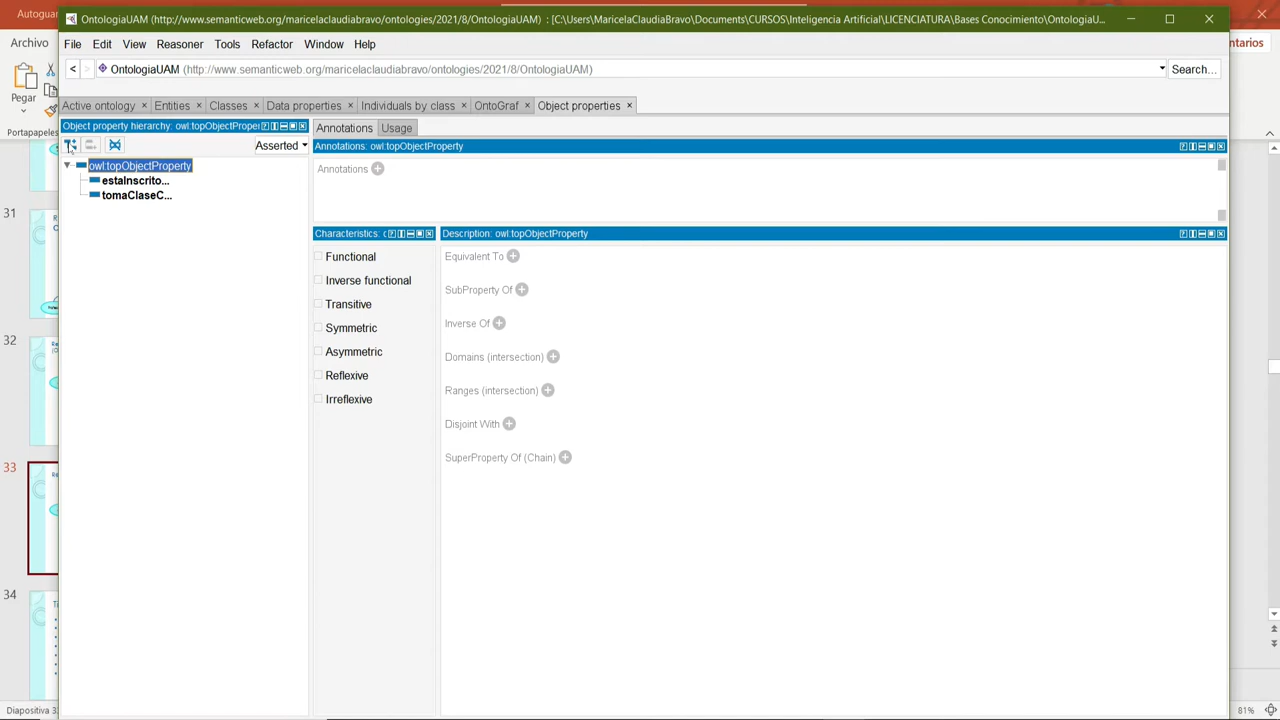 Autogua
OntologiaUAM (http://www.semanticweb.org/maricelaclaudiabravo/ontologies/2021/8/OntologiaUAM) : [C:\Users\MaricelaClaudiaBravo\Documents\CURSOS\Inteligencia Artificial\LICENCIATURA\Bases Conocimiento\OntologiaU...
Archivo
File Edit View Reasoner Tools Refactor Window Help
ntarios
< > OntologiaUAM (http://www.semanticweb.org/maricelaclaudiabravo/ontologies/2021/8/OntologiaUAM) Search...
Pegar
Active ontology × Entities × Classes × Data properties × Individuals by class × OntoGraf × Object properties ×
Portapapeles
Object property hierarchy: owl:topObjectProper
Annotations Usage
Asserted
Annotations: owl:topObjectProperty
owl:topObjectProperty
Annotations
estaInscrito...
tomaClaseC...
31
Characteristics: Description: owl:topObjectProperty
Functional
Equivalent To
Inverse functional
SubProperty Of
Transitive
Inverse Of
Symmetric
32
Asymmetric
Domains (intersection)
Reflexive
Ranges (intersection)
Irreflexive
Disjoint With
SuperProperty Of (Chain)
33
34
Diapositiva 3
81%